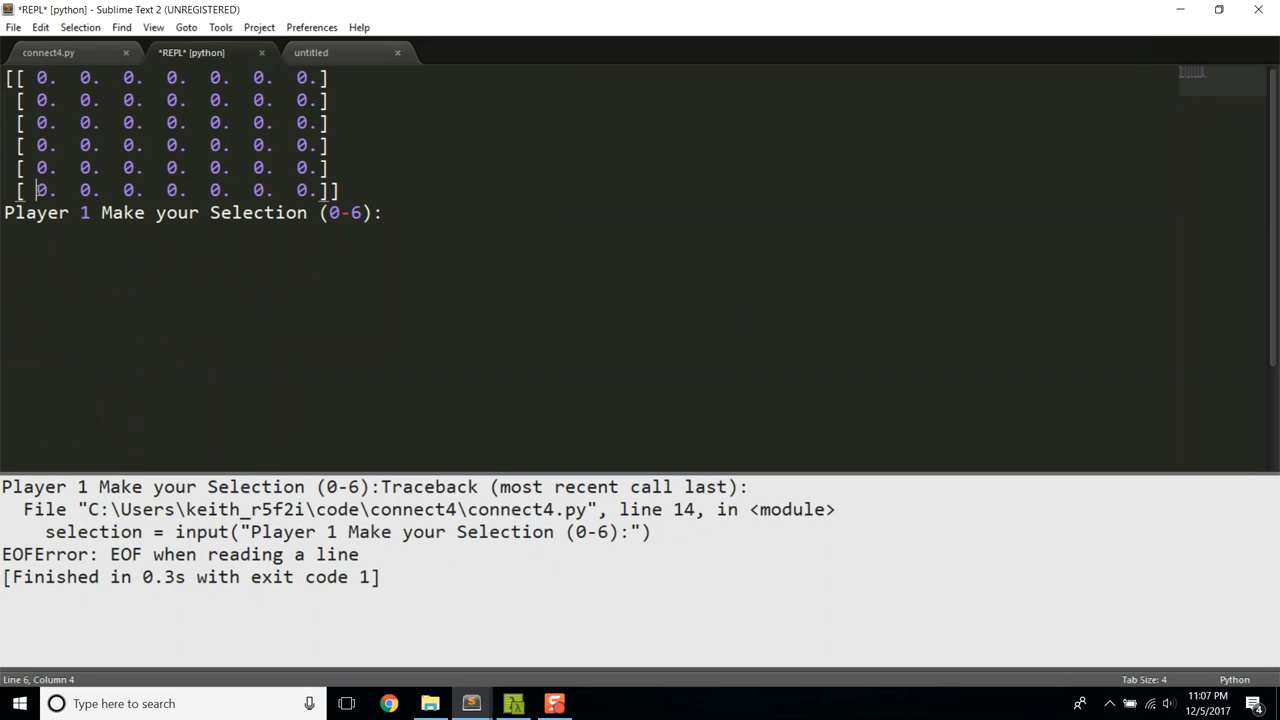 *REPL* [python] - Sublime Text 2 (UNREGISTERED)
File Edit Selection Find View Goto Tools Project Preferences Help
connect4.py × *REPL* [python] × untitled ×
[[ 0. 0. 0. 0. 0. 0. 0.]
[ 0. 0. 0. 0. 0. 0. 0.]
[ 0. 0. 0. 0. 0. 0. 0.]
[ 0. 0. 0. 0. 0. 0. 0.]
[ 0. 0. 0. 0. 0. 0. 0.]
[ 0. 0. 0. 0. 0. 0. 0.]]
Player 1 Make your Selection (0-6):
Player 1 Make your Selection (0-6):Traceback (most recent call last):
File "C:\Users\keith_r5f2i\code\connect4\connect4.py", line 14, in <module>
selection = input("Player 1 Make your Selection (0-6):")
EOFError: EOF when reading a line
[Finished in 0.3s with exit code 1]
Line 6, Column 4 Tab Size: 4 Python
Type here to search
11:07 PM
12/5/2017
4